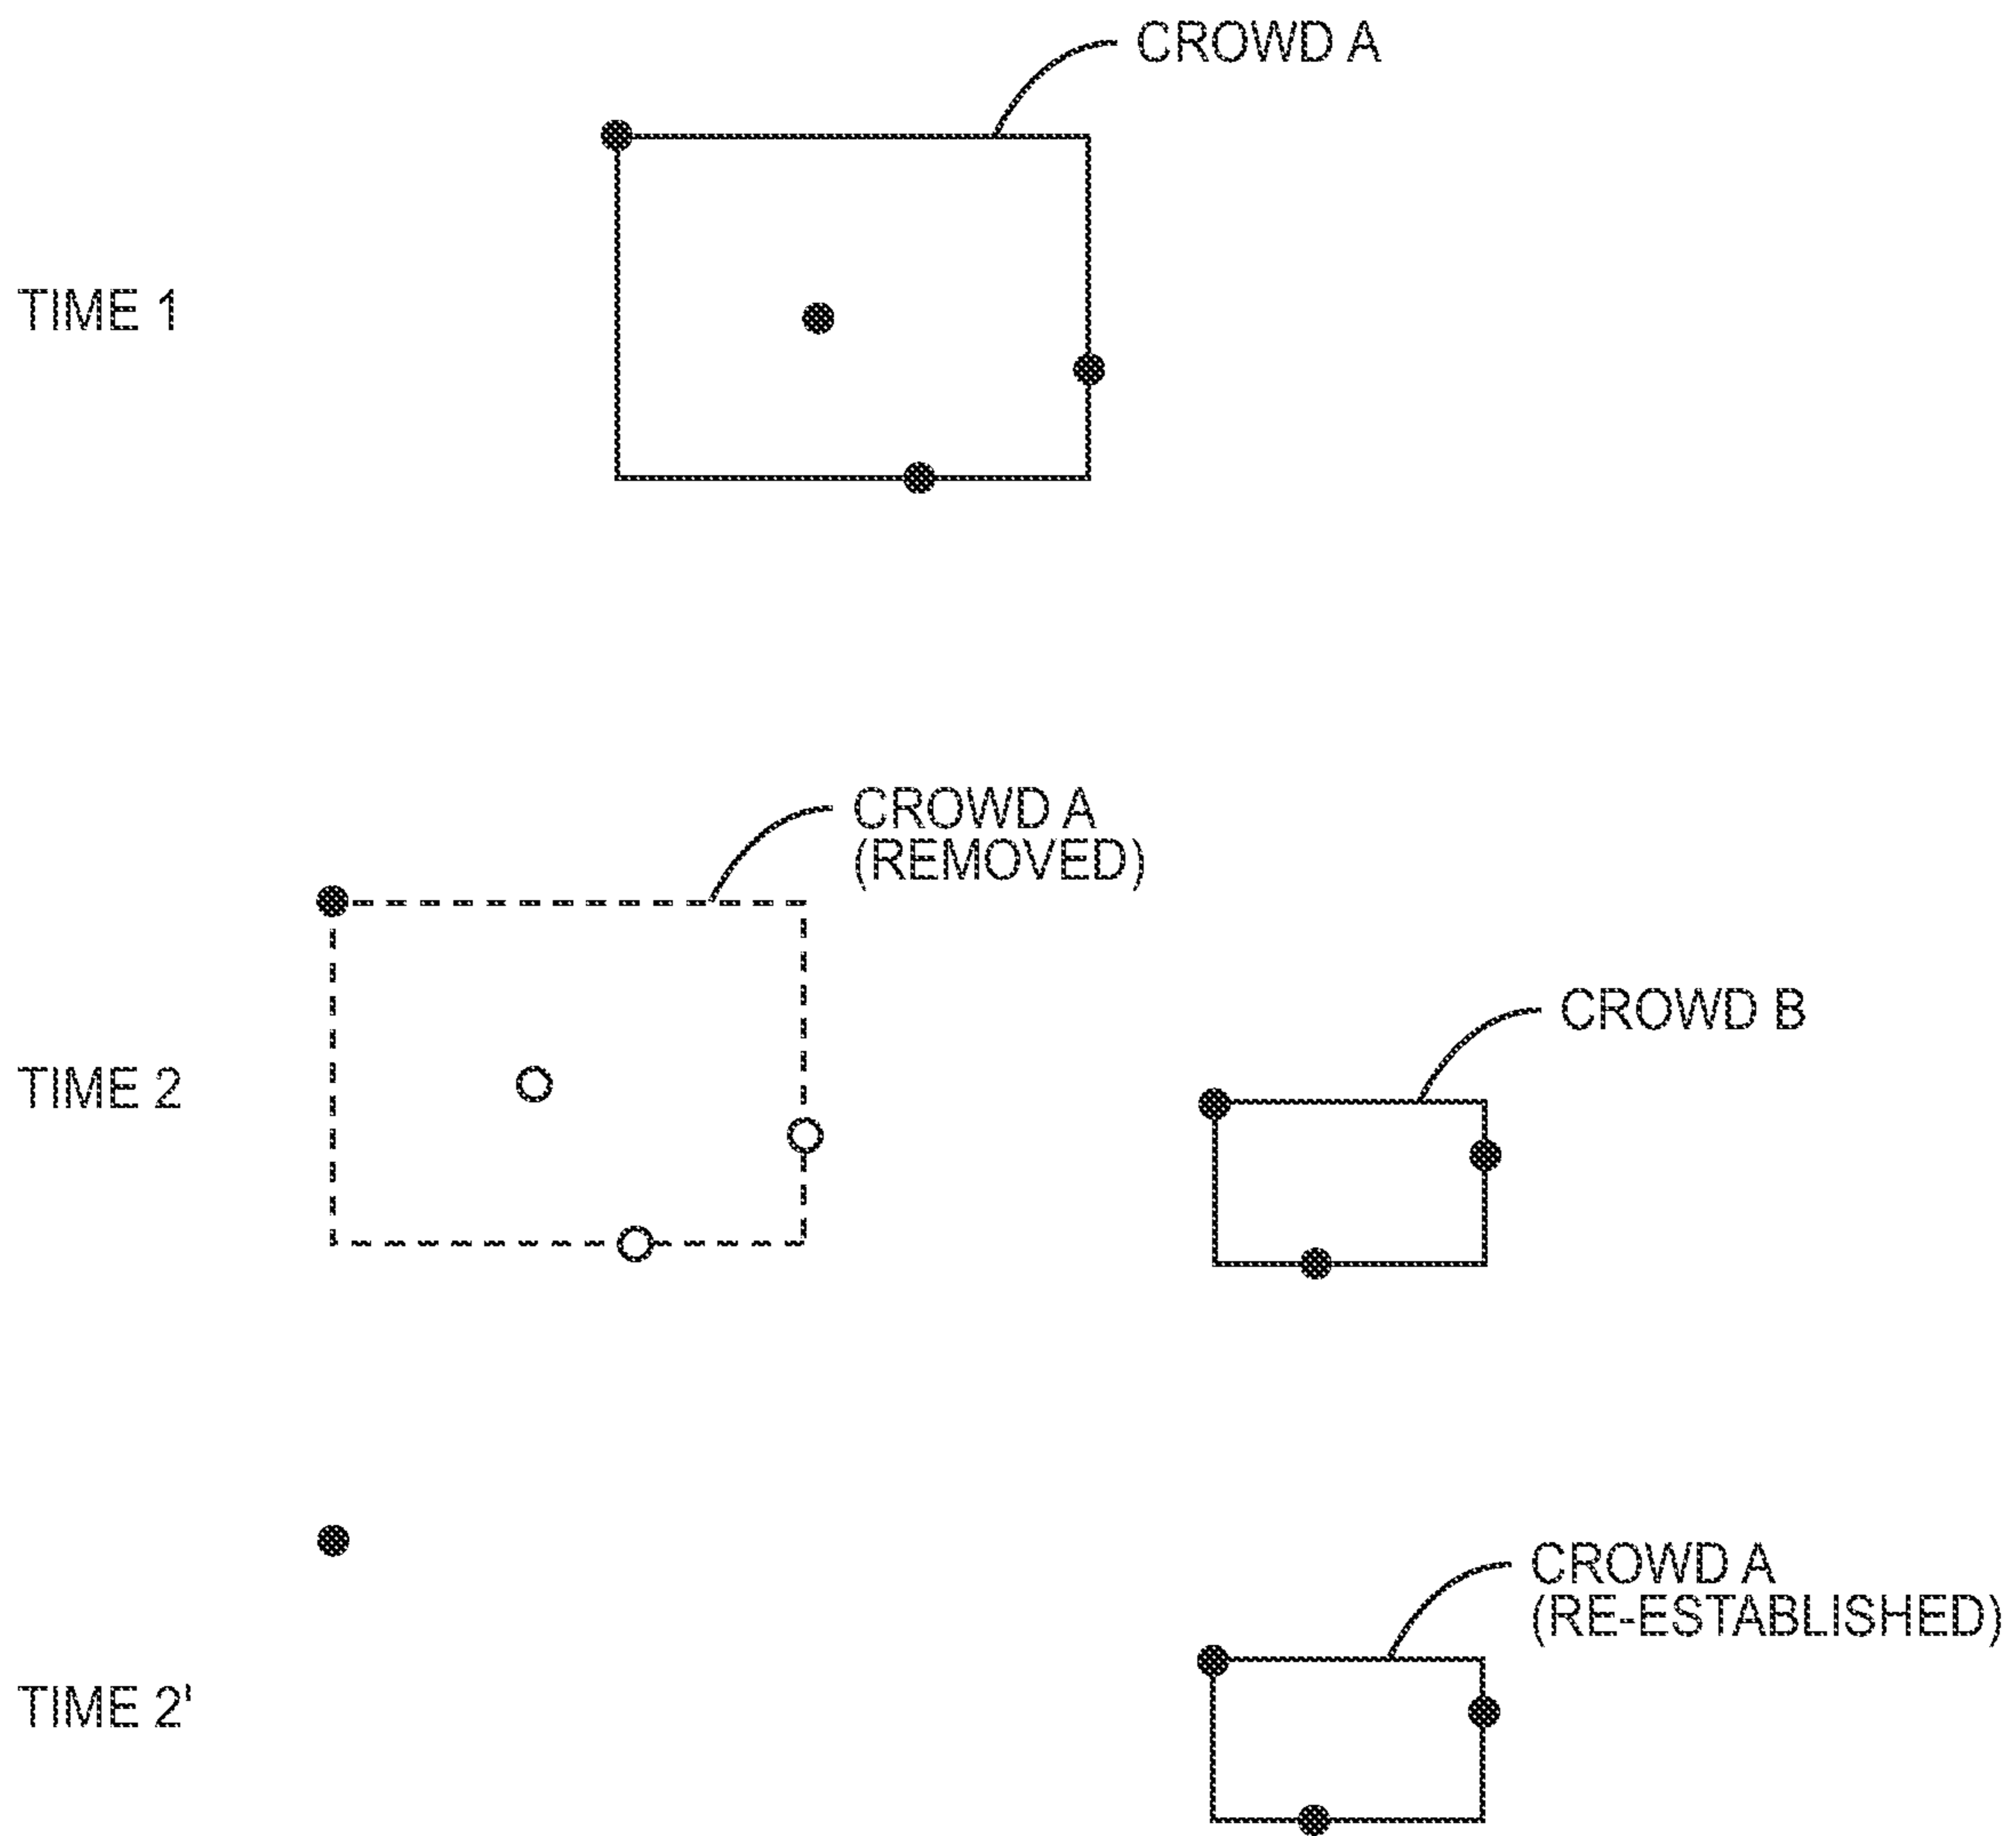 CROWD A
TIME 1
CROWD A
(REMOVED)
CROWD B
TIME 2
CROWD A
(RE-ESTABLISHED)
TIME 2'